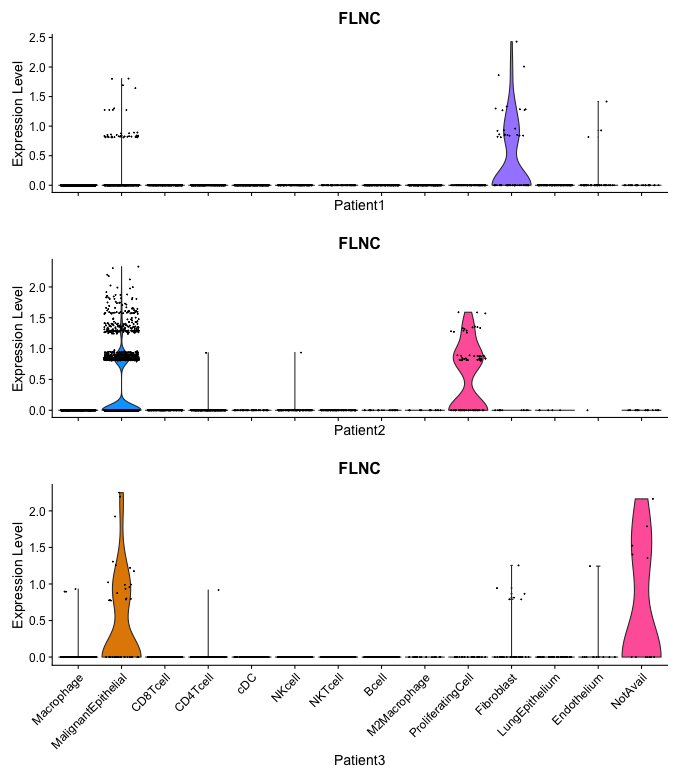 FLNC
Expression Level
2.5
2.0
1.5
1.0
0.5
0.0
Patient1
FLNC
Expression Level
2.0
1.5
1.0
0.5
0.0
Patient2
FLNC
Expression Level
2.0
1.5
1.0
0.5
0.0
Macrophage
MalignantEpithelial
CD8Tcell
CD4Tcell
cDC
NKcell
NKTcell
Bcell
M2Macrophage
ProliferatingCell
Fibroblast
LungEpithelium
Endothelium
NotAvail
Patient3